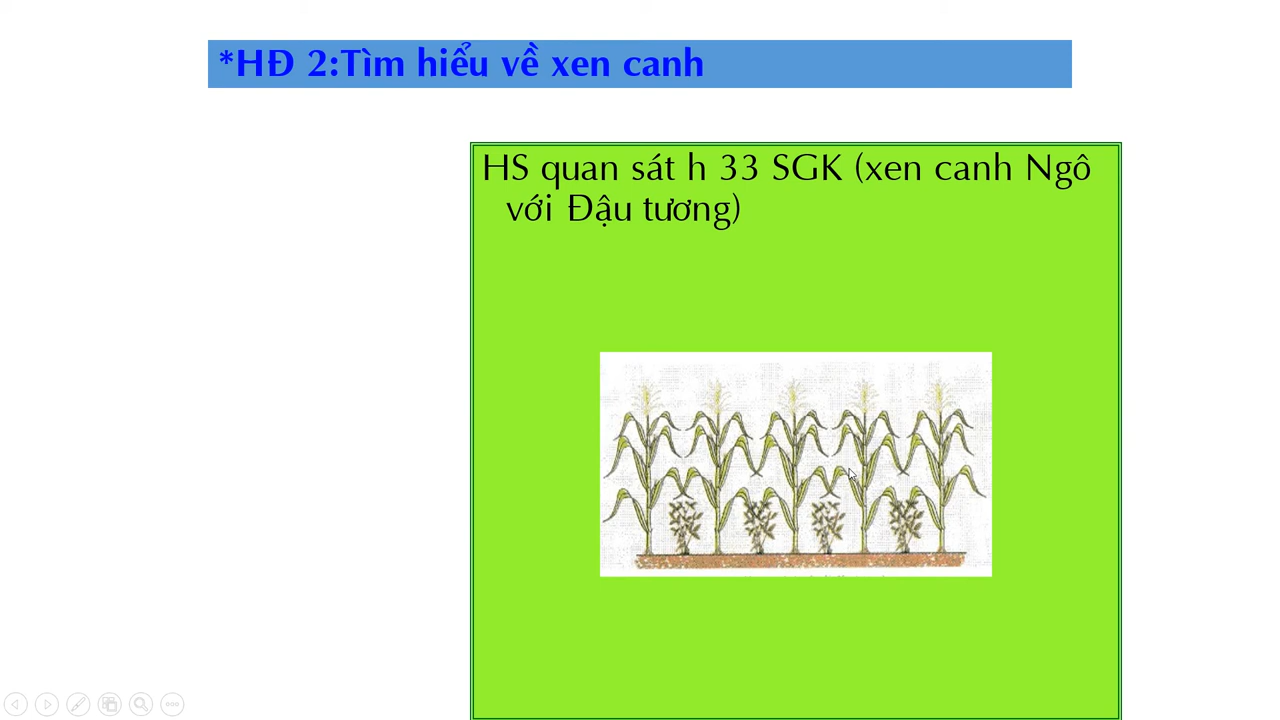 *HĐ 2:Tìm hiểu về xen canh
HS quan sát h 33 SGK (xen canh Ngô
với Đậu tương)